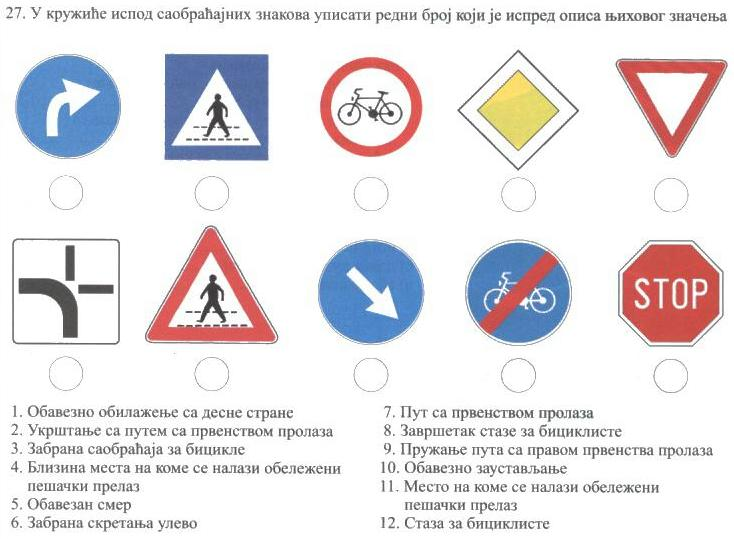 27. У кружиће испод саобраћајних знакова уписати редни број који је испред описа њиховог значења
STOP
1. Обавезно обилажење са десне стране
2. Укрштање са путем са првенством пролаза
3. Забрана саобраћаја за бицикле
4. Близина места на коме се налази обележени
пешачки прелаз
5. Обавезан смер
6. Забрана скретања улево
7. Пут са првенством пролаза
8. Завршетак стазе за бициклисте
9. Пружање пута са правом првенства пролаза
10. Обавезно заустављање
11. Место на коме се налази обележени
пешачки прелаз
12. Стаза за бициклисте